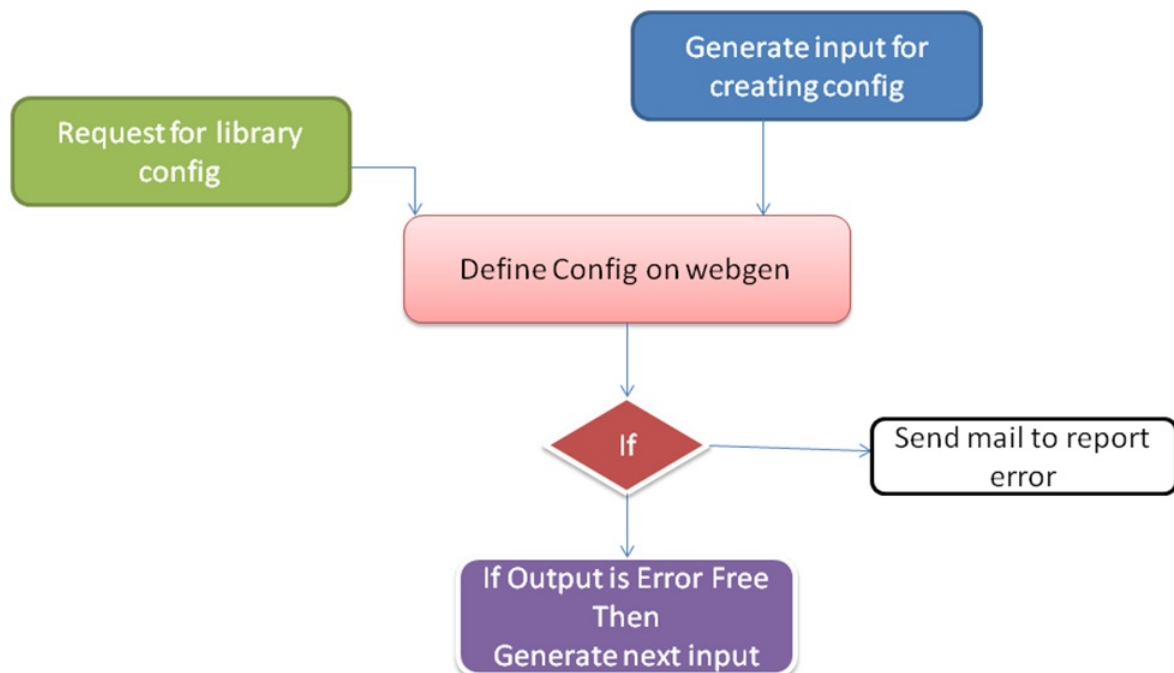 Generate input for
creating config
Request for library
config
Define Config on webgen
If
Send mail to report
error
If Output is Error Free
Then
Generate next input